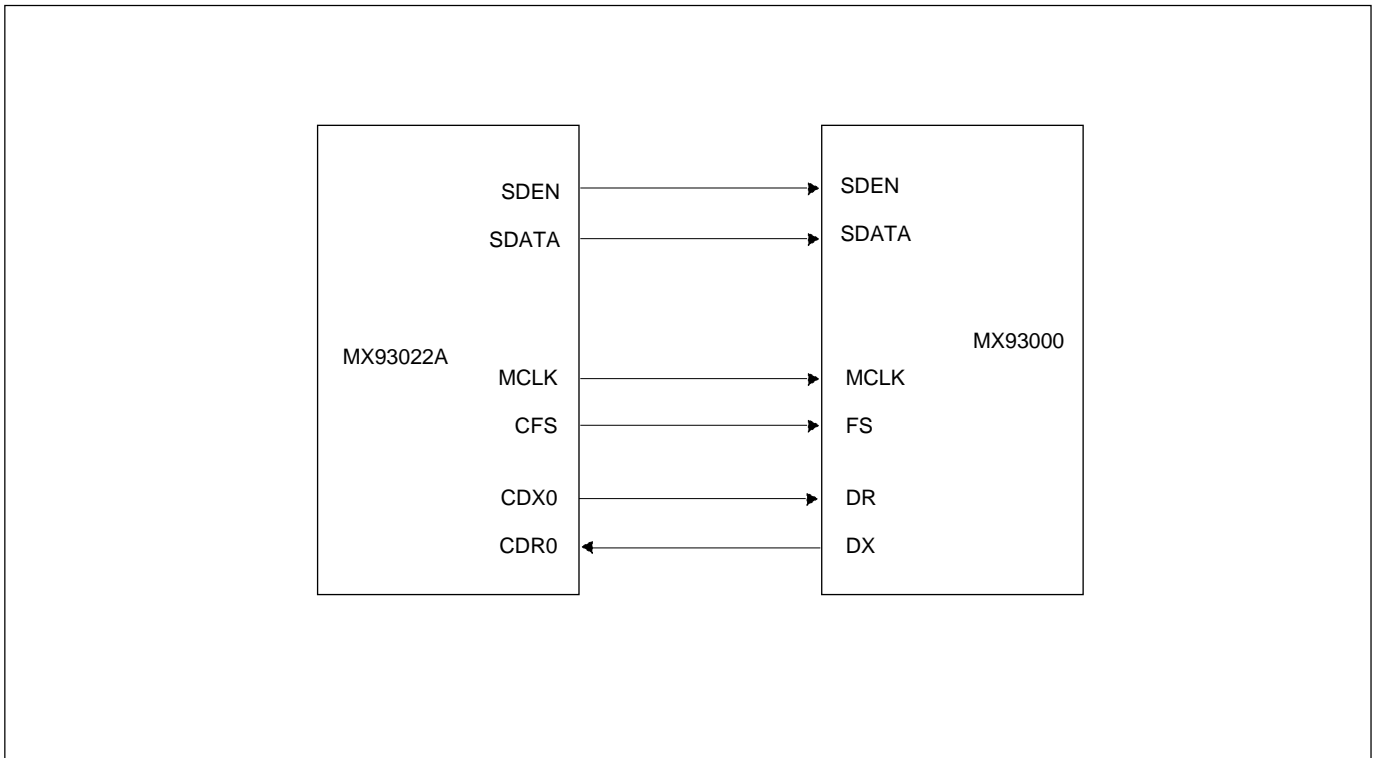 SDEN
SDATA
MX93022A
MCLK
CFS
CDX0
CDR0
SDEN
SDATA
MX93000
MCLK
FS
DR
DX